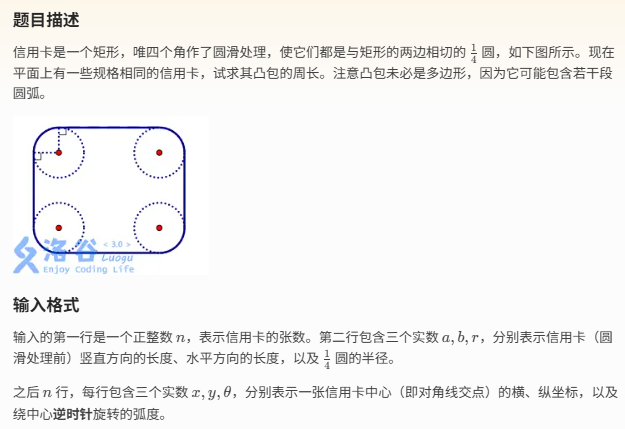 题目描述
信用卡是一个矩形，唯四个角作了圆滑处理，使它们都是与矩形的两边相切的 1/4 圆，如下图所示。现在
平面上有一些规格相同的信用卡，试求其凸包的周长。注意凸包未必是多边形，因为它可能包含若干段
圆弧。
洛谷 < 3.0 >
Luogu
Enjoy Coding Life
输入格式
输入的第一行是一个正整数 n，表示信用卡的张数。第二行包含三个实数 a, b, r，分别表示信用卡（圆
滑处理前）竖直方向的长度、水平方向的长度，以及 1/4 圆的半径。
之后 n 行，每行包含三个实数 x, y, θ，分别表示一张信用卡中心（即对角线交点）的横、纵坐标，以及
绕中心逆时针旋转的弧度。